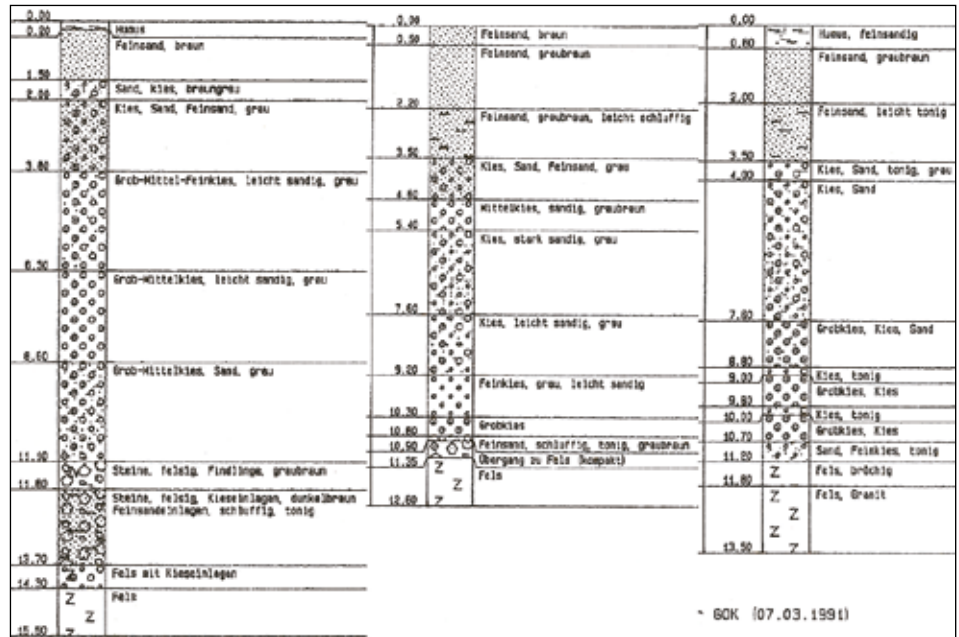 0.00
0.20 Humus
Feinsand, braun
1.50
Sand, kies, braungrau
2.00
Kies, Sand, Feinsand, grau
3.80
Grob-Mittel-Feinkies, leicht sandig, grau
6.30
Grob-Mittelkies, leicht sandig, grau
8.60
Grob-Mittelkies, Sand, grau
Steine, felsig, Findlinge, graubraun
11.80
Steine, felsig, Kieseinlagen, dunkelbraun
Feinsandeinlagen, schluffig, tonig
13.70
Fels mit Kieseinlagen
14.30
Fels
15.50
0.00
Feinsand, braun
0.50
Feinsand, graubraun
2.20
Feinsand, graubraun, leicht schluffig
3.50
Kies, Sand, Feinsand, grau
4.60
Mittelkies, sandig, graubraun
5.40
Kies, stark sandig, grau
7.60
Kies, leicht sandig, grau
Feinkies, grau, leicht sandig
10.30
Grobkies
10.80
Feinsand, schluffig, tonig, graubraun
10.90
Übergang zu Fels (kompakt)
11.35
Fels
12.60
0.00
Humus, feinsandig
0.60
Feinsand, graubraun
2.00
Feinsand, leicht tonig
3.50
Kies, Sand, tonig, grau
4.00
Kies, Sand
Grobkies, Kies, Sand
8.80
Kies, tonig
9.00
Grobkies, Kies
9.80
Kies, tonig
10.00
Grobkies, Kies
10.70
Sand, Feinkies, tonig
11.20
Fels, brüchig
11.80
Fels, Granit
13.50
GOK (07.03.1991)